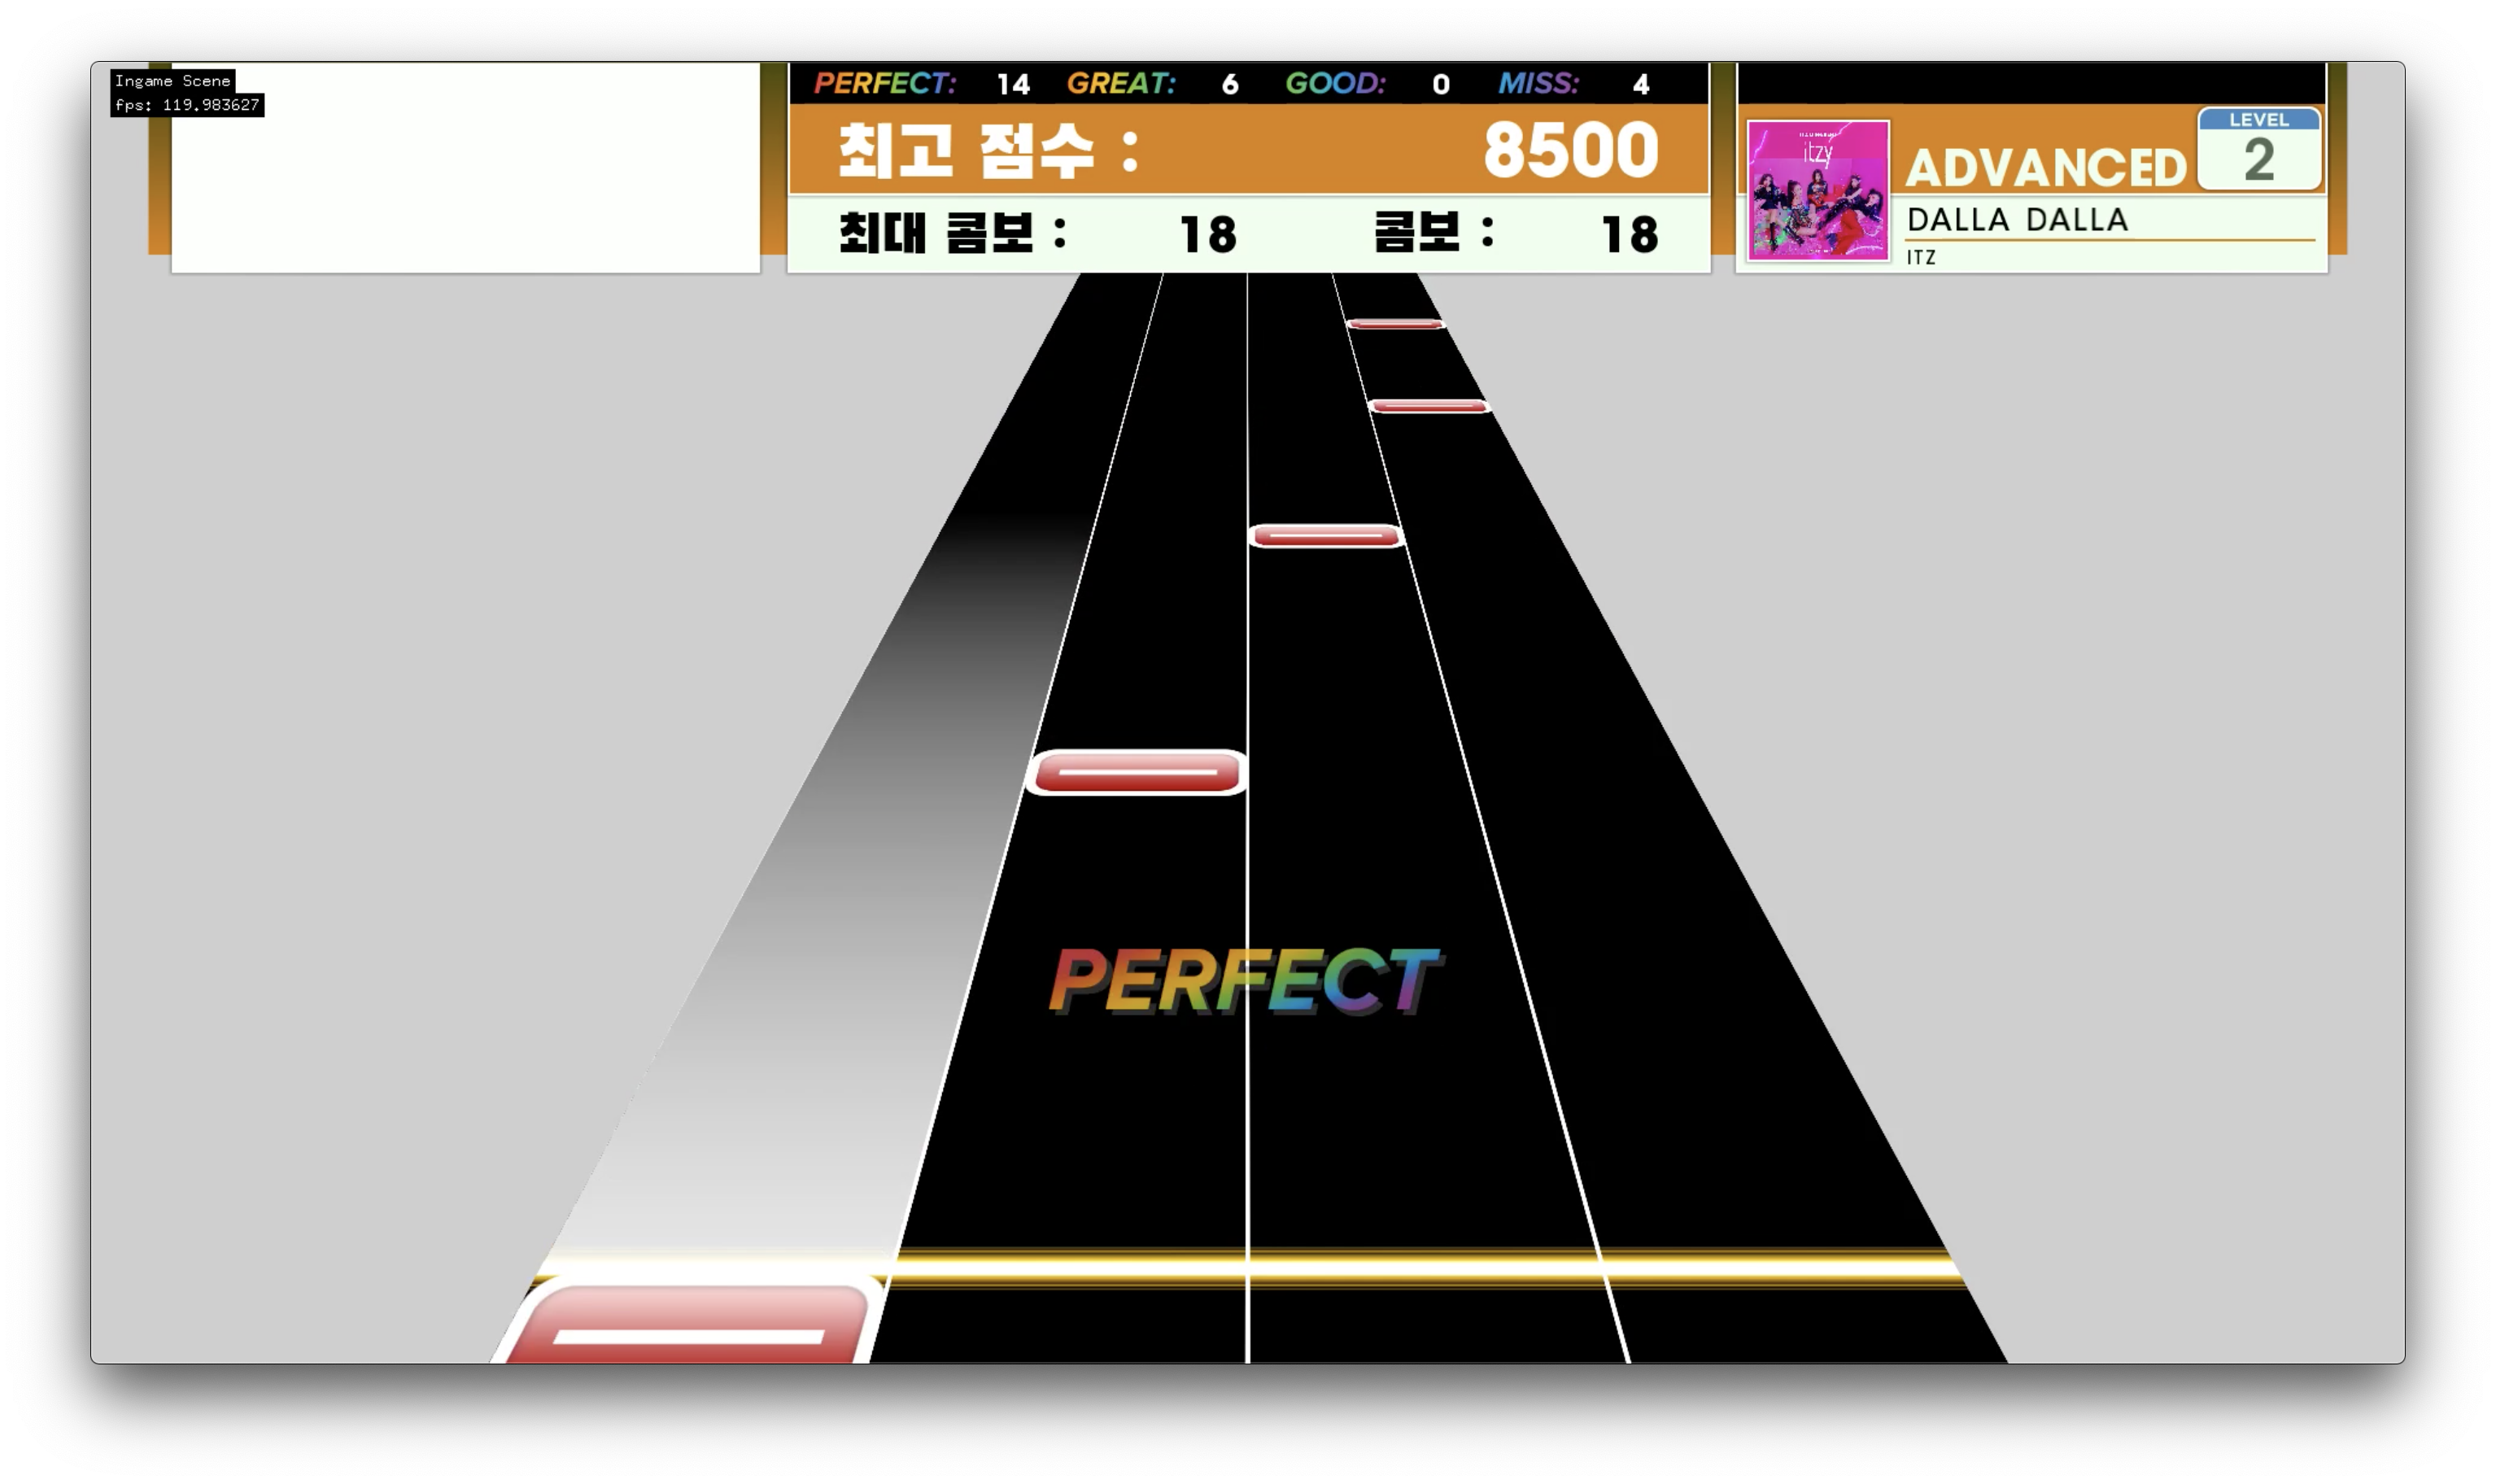 Ingame Scene
fps: 119.983627
PERFECT: 14 GREAT: 6 GOOD: 0 MISS: 4
최고 점수 : 8500
최대 콤보 : 18 콤보 : 18
itzy
ADVANCED
LEVEL
2
DALLA DALLA
ITZ
PERFECT